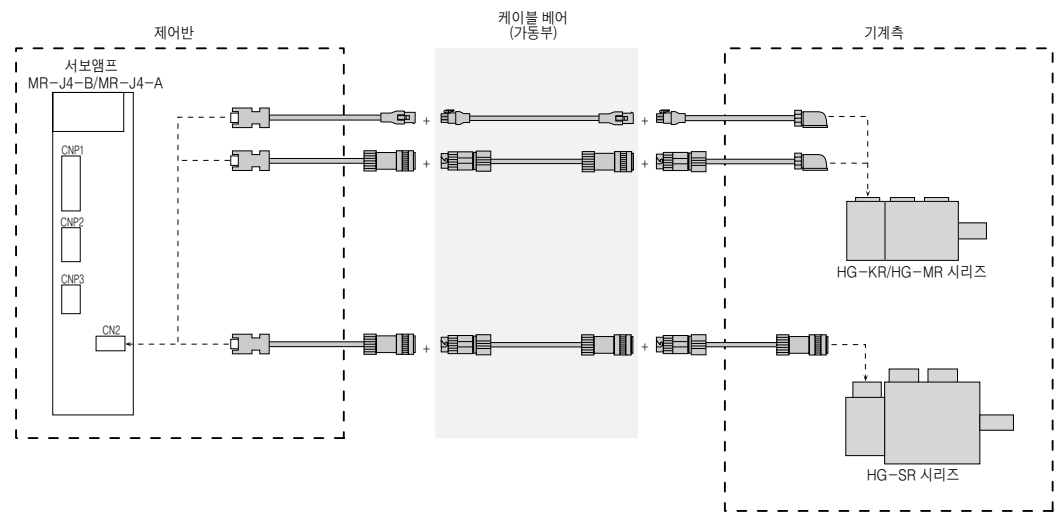 제어반
케이블 베어
(가동부)
기계측
서보앰프
MR-J4-B/MR-J4-A
CNP1
CNP2
CNP3
CN2
+
+
+
+
+
+
HG-KR/HG-MR 시리즈
HG-SR 시리즈